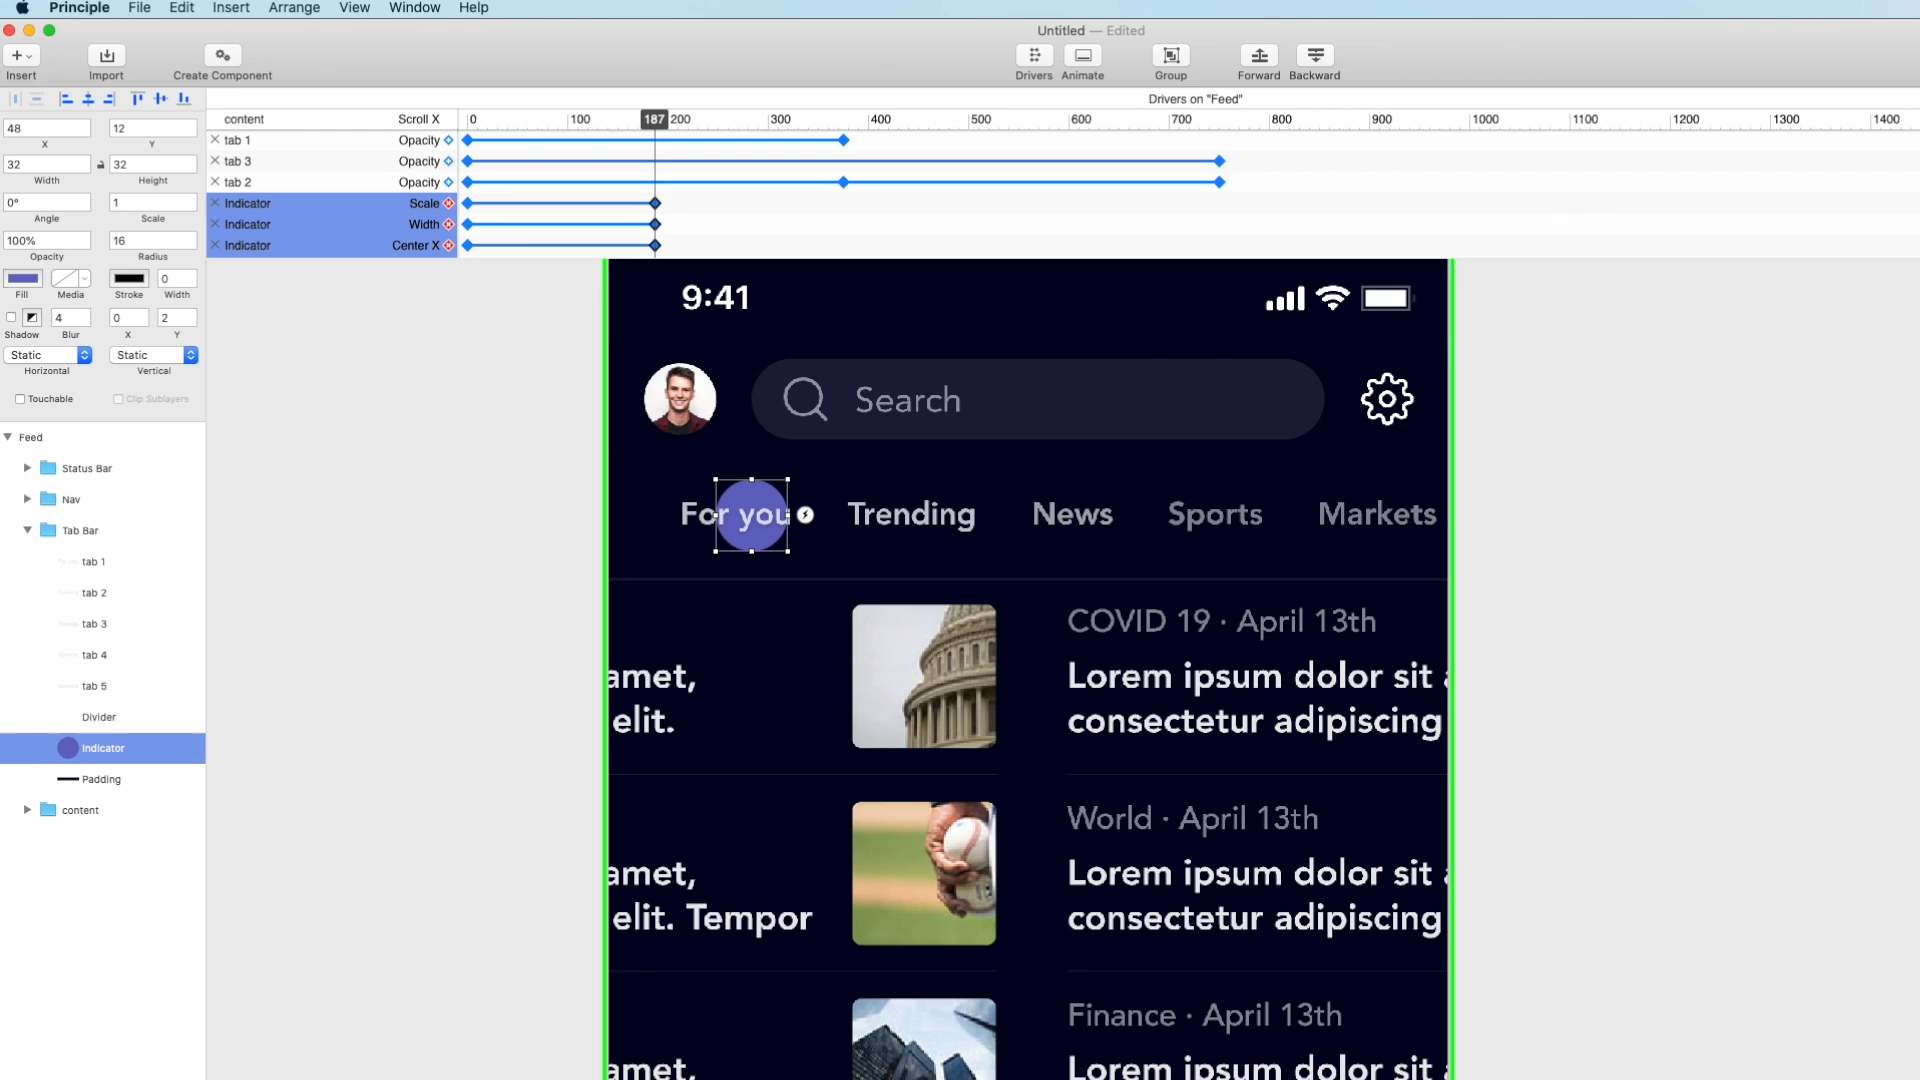 Principle File Edit Insert Arrange View Window Help
Untitled — Edited
Insert Import Create Component Drivers Animate Group Forward Backward
Drivers on "Feed"
48 12
X Y
32 32
Width Height
0° 1
Angle Scale
100% 16
Opacity Radius
0
Fill Media Stroke Width
4 0 2
Shadow Blur X Y
Static Static
Horizontal Vertical
Touchable Clip Sublayers
content Scroll X 0 100 187 200 300 400 500 600 700 800 900 1000 1100 1200 1300 1400
tab 1 Opacity
tab 3 Opacity
tab 2 Opacity
Indicator Scale
Indicator Width
Indicator Center X
Feed
Status Bar
Nav
Tab Bar
tab 1
tab 2
tab 3
tab 4
tab 5
Divider
Indicator
Padding
content
9:41
Search
For you Trending News Sports Markets
COVID 19 · April 13th
amet, Lorem ipsum dolor sit
elit. consectetur adipiscing
World · April 13th
amet, Lorem ipsum dolor sit
elit. Tempor consectetur adipiscing
Finance · April 13th
amet, Lorem ipsum dolor sit